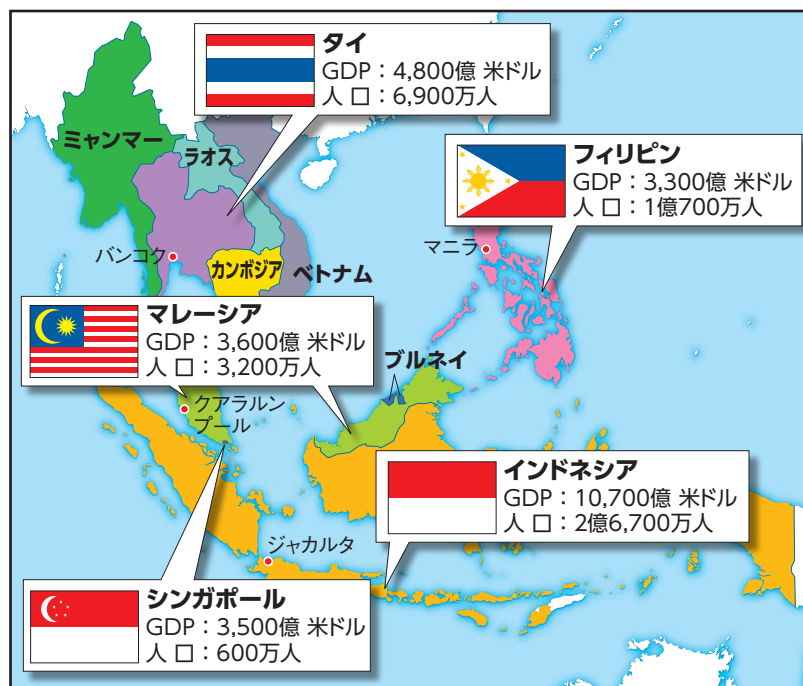 タイ
GDP：4,800億 米ドル
人 口：6,900万人
ミャンマー
ラオス
フィリピン
GDP：3,300億 米ドル
人 口：1億700万人
バンコク
マニラ
カンボジア
ベトナム
マレーシア
GDP：3,600億 米ドル
人 口：3,200万人
ブルネイ
クアラルン
プール
インドネシア
GDP：10,700億 米ドル
人 口：2億6,700万人
ジャカルタ
シンガポール
GDP：3,500億 米ドル
人 口：600万人